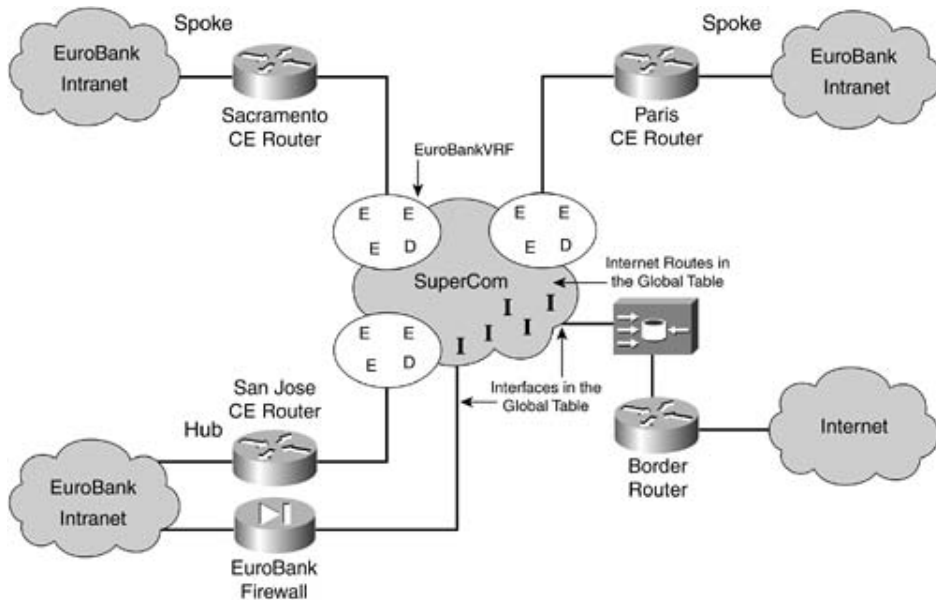 Spoke
EuroBank
Intranet
Sacramento
CE Router
Spoke
EuroBank
Intranet
Paris
CE Router
EuroBankVRF
E E
E D
E E
E D
SuperCom
Internet Routes in
the Global Table
I I
I I I
E E
E D
Interfaces in the
Global Table
San Jose
CE Router
Hub
EuroBank
Intranet
EuroBank
Firewall
Border
Router
Internet